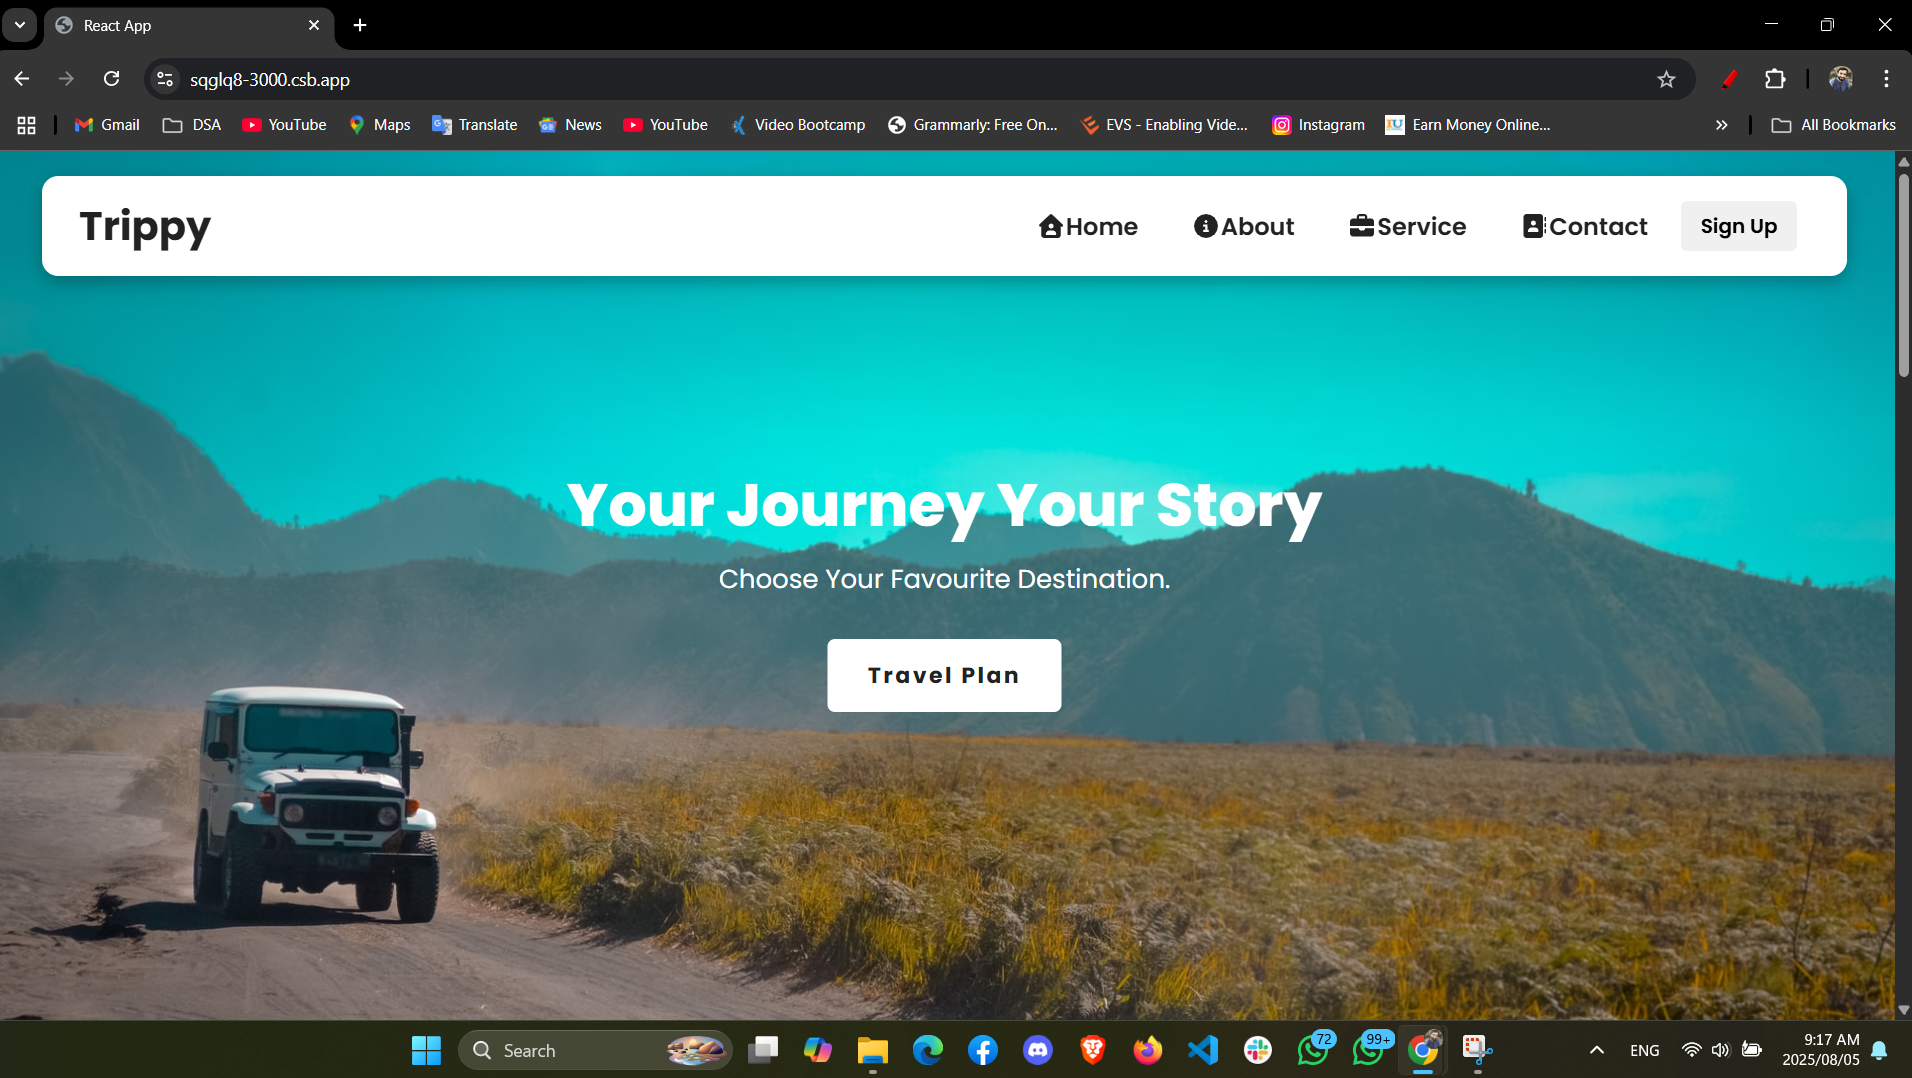 React App
sqglq8-3000.csb.app
Gmail DSA YouTube Maps Translate News YouTube Video Bootcamp Grammarly: Free On... EVS - Enabling Vide... Instagram Earn Money Online... All Bookmarks
Trippy Home About Service Contact Sign Up
Your Journey Your Story
Choose Your Favourite Destination.
Travel Plan
Search 72 99+ ENG 9:17 AM
2025/08/05